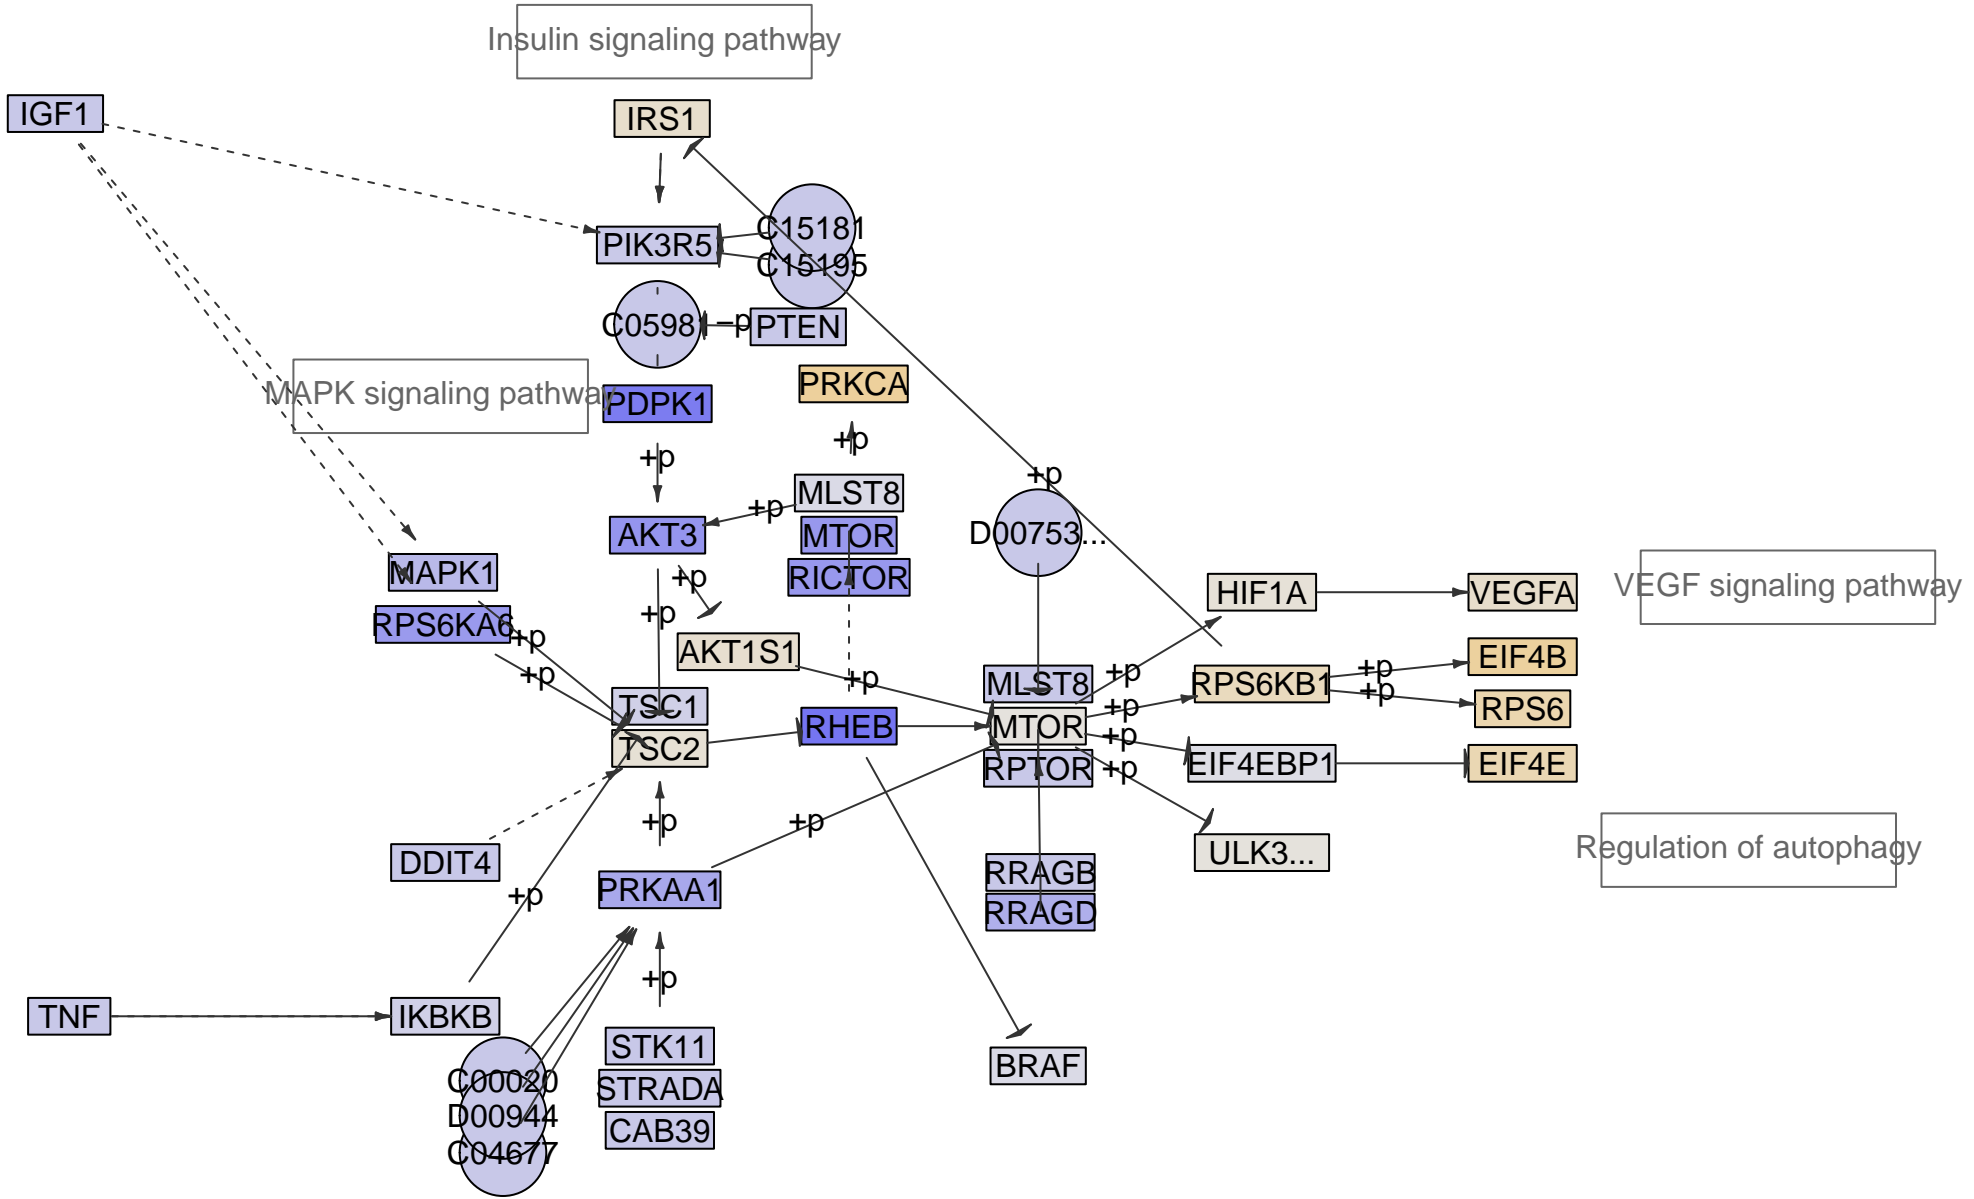 Insulin signaling pathway
IGF1
IRS1
C15181
PIK3R5
C15195
C0598
–p
PTEN
PRKCA
MAPK signaling pathway
PDPK1
+p
+p
+p
MLST8
+p
AKT3
MTOR
D00753...
MAPK1
+p
RICTOR
HIF1A
VEGFA
VEGF signaling pathway
RPS6KA6
+p
+p
AKT1S1
EIF4B
+p
+p
+p
MLST8
RPS6KB1
+p
+p
TSC1
+p
RPS6
TSC2
RHEB
MTOR
+p
RPTOR
+p
EIF4EBP1
EIF4E
+p
+p
DDIT4
ULK3...
Regulation of autophagy
RRAGB
+p
PRKAA1
RRAGD
+p
TNF
IKBKB
STK11
BRAF
C00020
STRADA
D00944
CAB39
C04677